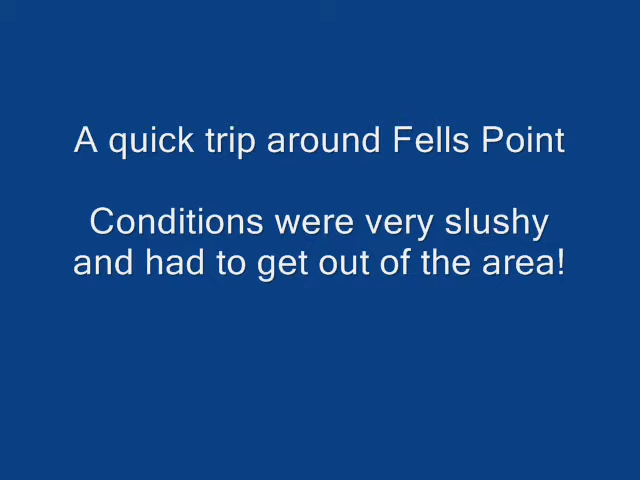 A quick trip around Fells Point
Conditions were very slushy
and had to get out of the area!